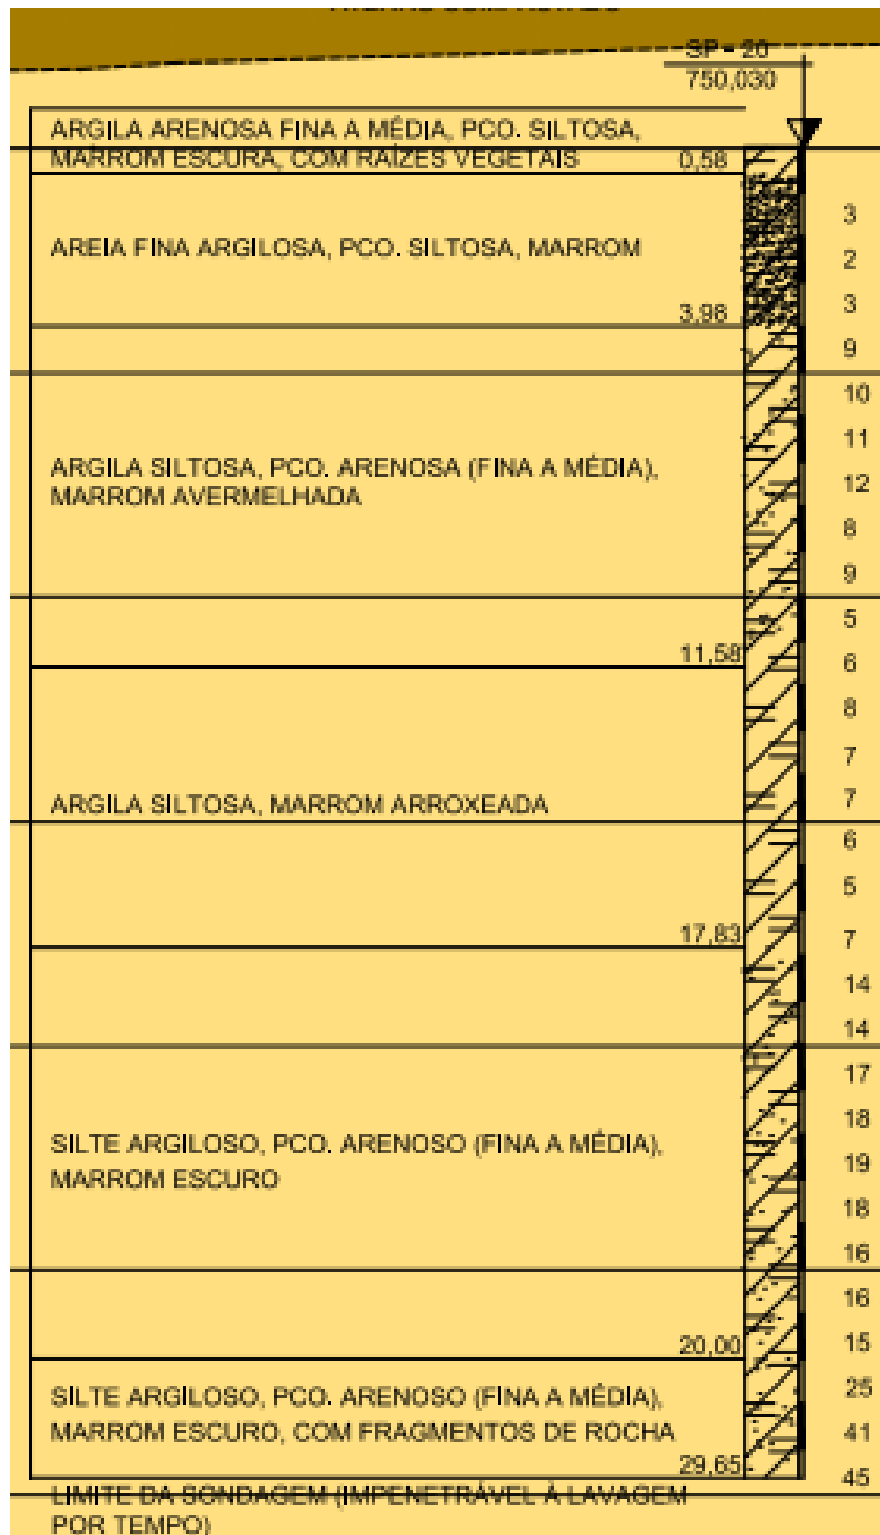 SP - 20
750,030
ARGILA ARENOSA FINA A MÉDIA, PCO. SILTOSA,
MARROM ESCURA, COM RAÍZES VEGETAIS
0,58
3
AREIA FINA ARGILOSA, PCO. SILTOSA, MARROM
2
3,98
3
9
10
11
ARGILA SILTOSA, PCO. ARENOSA (FINA A MÉDIA),
MARROM AVERMELHADA
12
8
9
5
11,58
6
8
7
ARGILA SILTOSA, MARROM ARROXEADA
7
6
5
17,83
7
14
14
17
18
SILTE ARGILOSO, PCO. ARENOSO (FINA A MÉDIA),
MARROM ESCURO
19
18
16
16
20,00
15
25
SILTE ARGILOSO, PCO. ARENOSO (FINA A MÉDIA),
MARROM ESCURO, COM FRAGMENTOS DE ROCHA
41
29,65
45
LIMITE DA SONDAGEM (IMPENETRÁVEL À LAVAGEM
POR TEMPO)